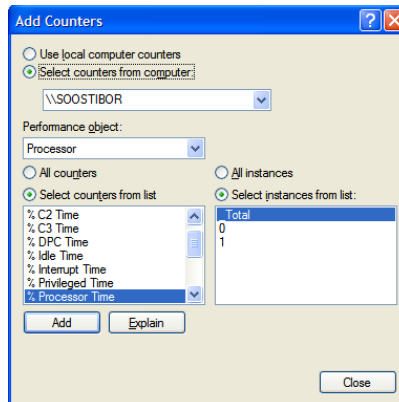 Add Counters
Use local computer counters
Select counters from computer:
\\SOOSTIBOR
Performance object:
Processor
All counters
All instances
Select counters from list
Select instances from list:
% C2 Time
% C3 Time
% DPC Time
% Idle Time
% Interrupt Time
% Privileged Time
% Processor Time
_Total
0
1
Add
Explain
Close